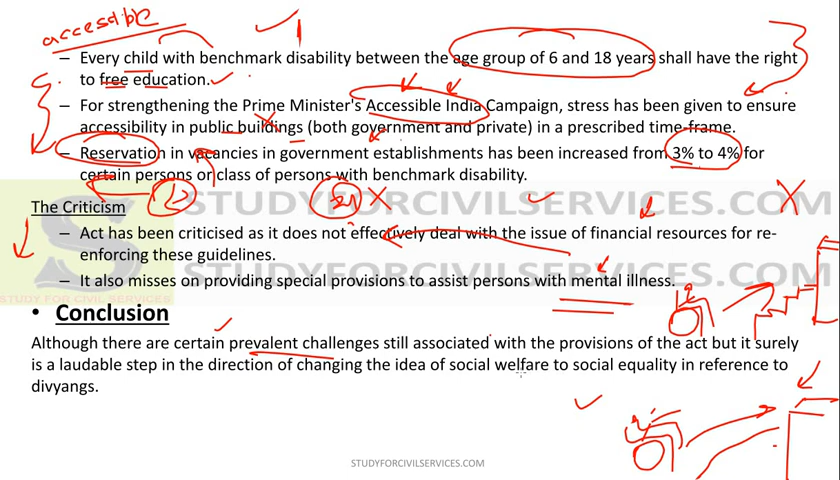 accessible
– Every child with benchmark disability between the age group of 6 and 18 years shall have the right
to free education.
– For strengthening the Prime Minister's Accessible India Campaign, stress has been given to ensure
accessibility in public buildings (both government and private) in a prescribed time-frame.
– Reservation in vacancies in government establishments has been increased from 3% to 4% for
certain persons or class of persons with benchmark disability.
STUDYFORCIVILSERVICES.COM
The Criticism
– Act has been criticised as it does not effectively deal with the issue of financial resources for re-
enforcing these guidelines.
– It also misses on providing special provisions to assist persons with mental illness.
STUDYFORCIVILSERVICES.COM
STUDY FOR CIVIL SERVICES
• Conclusion
Although there are certain prevalent challenges still associated with the provisions of the act but it surely
is a laudable step in the direction of changing the idea of social welfare to social equality in reference to
divyangs.
STUDYFORCIVILSERVICES.COM